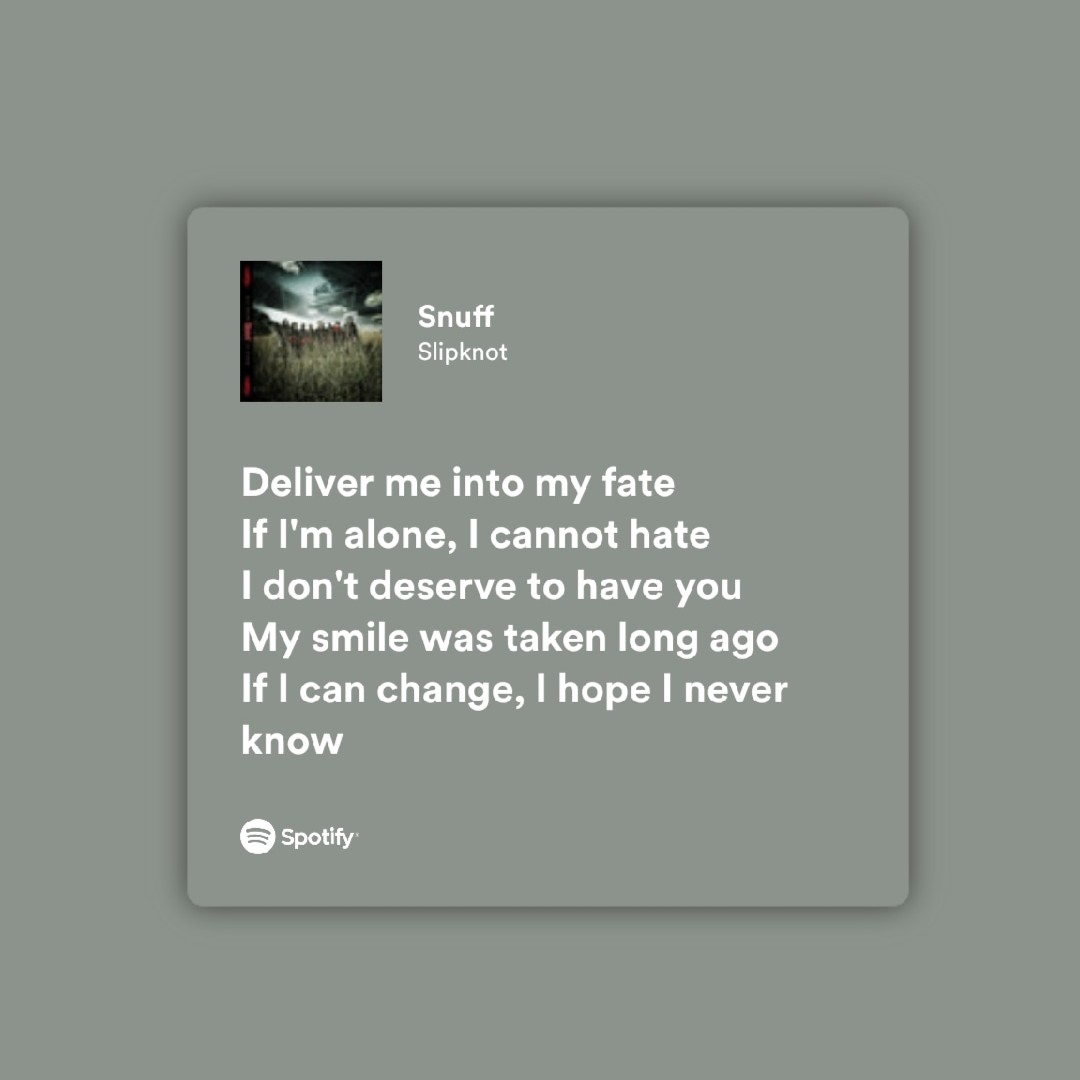 Snuff
Slipknot
Deliver me into my fate
If I'm alone, I cannot hate
I don't deserve to have you
My smile was taken long ago
If I can change, I hope I never
know
Spotify